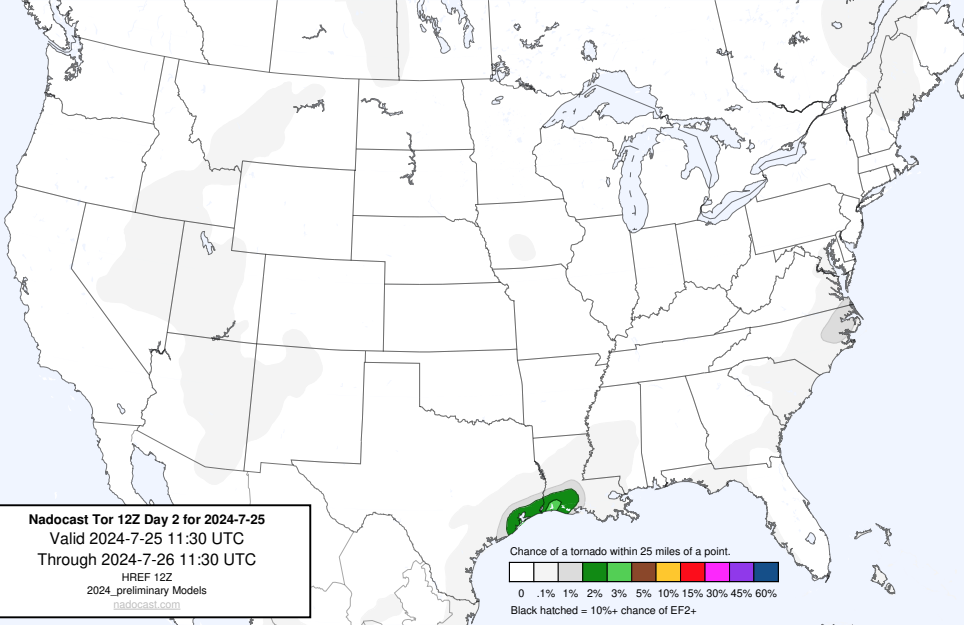 Nadocast Tor 12Z Day 2 for 2024-7-25
Valid 2024-7-25 11:30 UTC
Through 2024-7-26 11:30 UTC
HREF 12Z
2024_preliminary Models
nadocast.com
Chance of a tornado within 25 miles of a point.
0 .1% 1% 2% 3% 5% 10% 15% 30% 45% 60%
Black hatched = 10%+ chance of EF2+